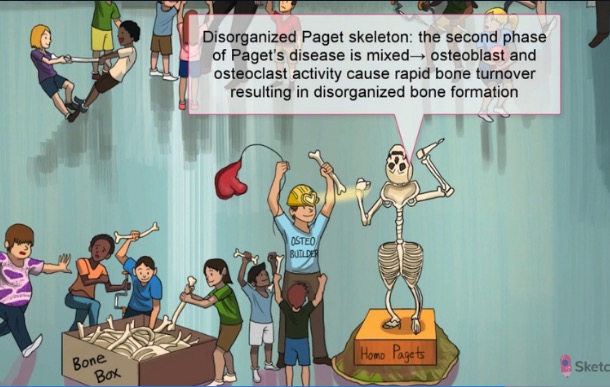 Disorganized Paget skeleton: the second phase
of Paget's disease is mixed→ osteoblast and
osteoclast activity cause rapid bone turnover
resulting in disorganized bone formation
OSTEO
BUILDER
Homo Pagets
Bone
Box
Sketc